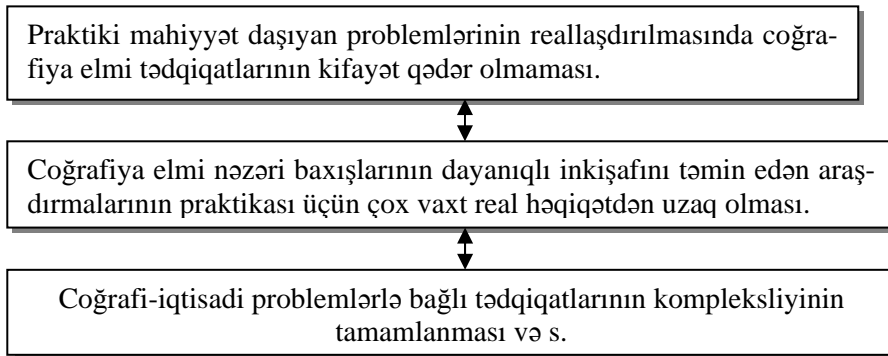 Praktiki mahiyyət daşıyan problemlərinin reallaşdırılmasında coğra-
fiya elmi tədqiqatlarının kifayət qədər olmaması.
Coğrafiya elmi nəzəri baxışlarının dayanıqlı inkişafını təmin edən araş-
dırmalarının praktikası üçün çox vaxt real həqiqətdən uzaq olması.
Coğrafi-iqtisadi problemlərlə bağlı tədqiqatlarının kompleksliyinin
tamamlanması və s.